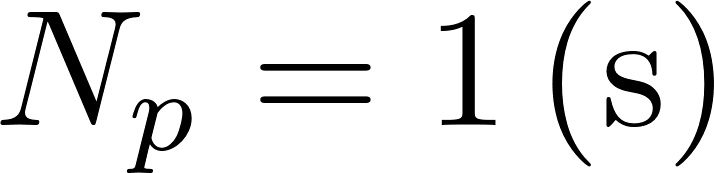 N_p = 1 (s)